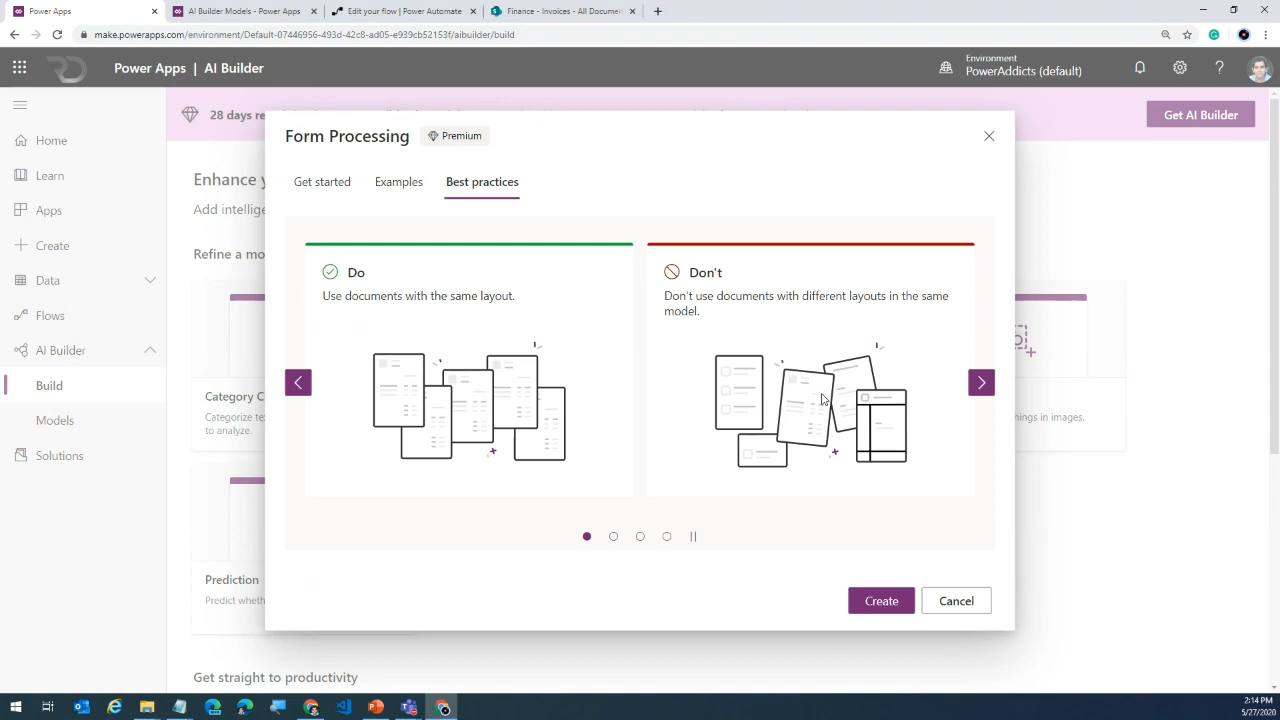 Power Apps
AI Builder Models - Power Apps
Edit your flow | Power Automate
Finance - Invoices - All Documen
make.powerapps.com/environment/Default-07446956-493d-42c8-ad05-e939cb52153f/aibuilder/build
Power Apps | AI Builder
Environment
PowerAddicts (default)
28 days re
Get AI Builder
Home
Learn
Apps
Create
Data
Flows
AI Builder
Build
Models
Solutions
Enhance y
Add intellige
Refine a mo
Category C
Categorize te
to analyze.
hings in images.
Prediction
Predict wheth
Get straight to productivity
Form Processing
Premium
Get started
Examples
Best practices
Do
Use documents with the same layout.
Don't
Don't use documents with different layouts in the same
model.
Create
Cancel
2:14 PM
5/27/2020